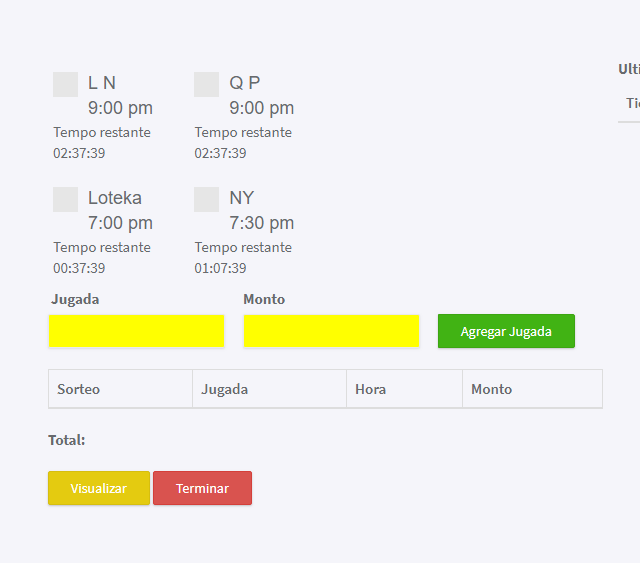 L N
9:00 pm
Tempo restante
02:37:39
Q P
9:00 pm
Tempo restante
02:37:39
Loteka
7:00 pm
Tempo restante
00:37:39
NY
7:30 pm
Tempo restante
01:07:39
Jugada
Monto
Agregar Jugada
Sorteo Jugada Hora Monto
Total:
Visualizar
Terminar